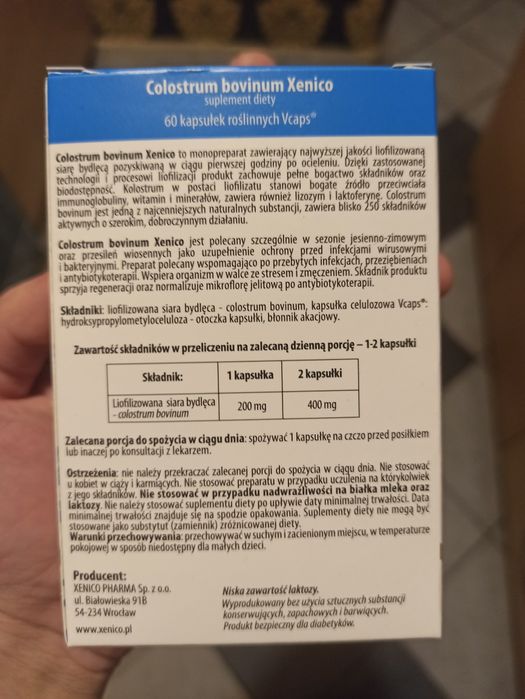 Colostrum bovinum Xenico
suplement diety
60 kapsułek roślinnych Vcaps®
Colostrum bovinum Xenico to monopreparat zawierający najwyższej jakości liofilizowaną
siarę bydlęcą pozyskiwaną w ciągu pierwszej godziny po ocieleniu. Dzięki zastosowanej
technologii i procesowi liofilizacji produkt zachowuje pełne bogactwo składników oraz
biodostępność. Kolostrum w postaci liofilizatu stanowi bogate źródło przeciwciała
immunoglobuliny, witamin i minerałów, zawiera również lizozym i laktoferynę. Colostrum
bovinum jest jedną z najcenniejszych naturalnych substancji, zawiera blisko 250 składników
aktywnych o szerokim, dobroczynnym działaniu.
Colostrum bovinum Xenico jest polecany szczególnie w sezonie jesienno-zimowym
oraz przesileń wiosennych jako uzupełnienie ochrony przed infekcjami wirusowymi
i bakteryjnymi. Preparat polecany wspomagająco po przebytych infekcjach, przeziębieniach
i antybiotykoterapii. Wspiera organizm w walce ze stresem i zmęczeniem. Składnik produktu
sprzyja regeneracji oraz normalizuje mikroflorę jelitową po antybiotykoterapii.
Składniki: liofilizowana siara bydlęca - colostrum bovinum, kapsułka celulozowa Vcaps®:
hydroksypropylometyloceluloza - otoczka kapsułki, błonnik akacjowy.
Zawartość składników w przeliczeniu na zalecaną dzienną porcję – 1-2 kapsułki
Składnik: 1 kapsułka 2 kapsułki
Liofilizowana siara bydlęca
- colostrum bovinum 200 mg 400 mg
Zalecana porcja do spożycia w ciągu dnia: spożywać 1 kapsułkę na czczo przed posiłkiem
lub inaczej po konsultacji z lekarzem.
Ostrzeżenia: nie należy przekraczać zalecanej porcji do spożycia w ciągu dnia. Nie stosować
u kobiet w ciąży i karmiących. Nie stosować preparatu w przypadku uczulenia na którykolwiek
z jego składników. Nie stosować w przypadku nadwrażliwości na białka mleka oraz
laktozy. Nie należy stosować suplementu diety po upływie daty minimalnej trwałości. Data
minimalnej trwałości znajduje się na spodzie opakowania. Suplementy diety nie mogą być
stosowane jako substytut (zamiennik) zróżnicowanej diety.
Warunki przechowywania: przechowywać w suchym i zacienionym miejscu, w temperaturze
pokojowej w sposób niedostępny dla małych dzieci.
Producent:
XENICO PHARMA Sp. z o.o.
ul. Białowieska 91B
54-234 Wrocław
www.xenico.pl
Niska zawartość laktozy.
Wyprodukowany bez użycia sztucznych substancji
konserwujących, zapachowych i barwiących.
Produkt bezpieczny dla diabetyków.